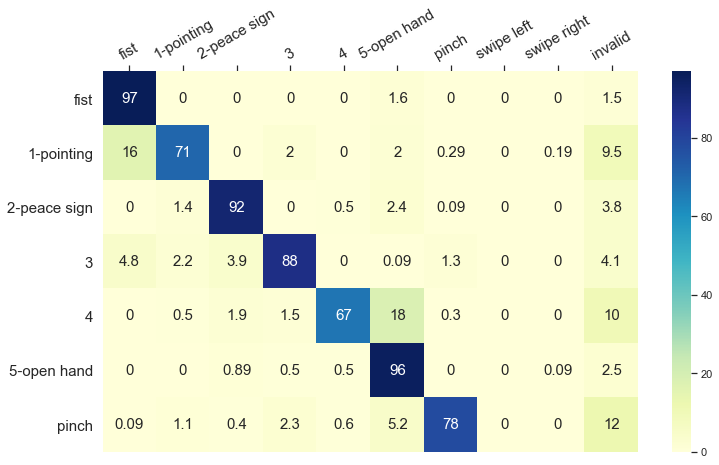 fist 1-pointing 2-peace sign 3 4 5-open hand pinch swipe left swipe right invalid
fist 97 0 0 0 0 1.6 0 0 0 1.5
1-pointing 16 71 0 2 0 2 0.29 0 0.19 9.5
2-peace sign 0 1.4 92 0 0.5 2.4 0.09 0 0 3.8
3 4.8 2.2 3.9 88 0 0.09 1.3 0 0 4.1
4 0 0.5 1.9 1.5 67 18 0.3 0 0 10
5-open hand 0 0 0.89 0.5 0.5 96 0 0 0.09 2.5
pinch 0.09 1.1 0.4 2.3 0.6 5.2 78 0 0 12
80
60
40
20
0